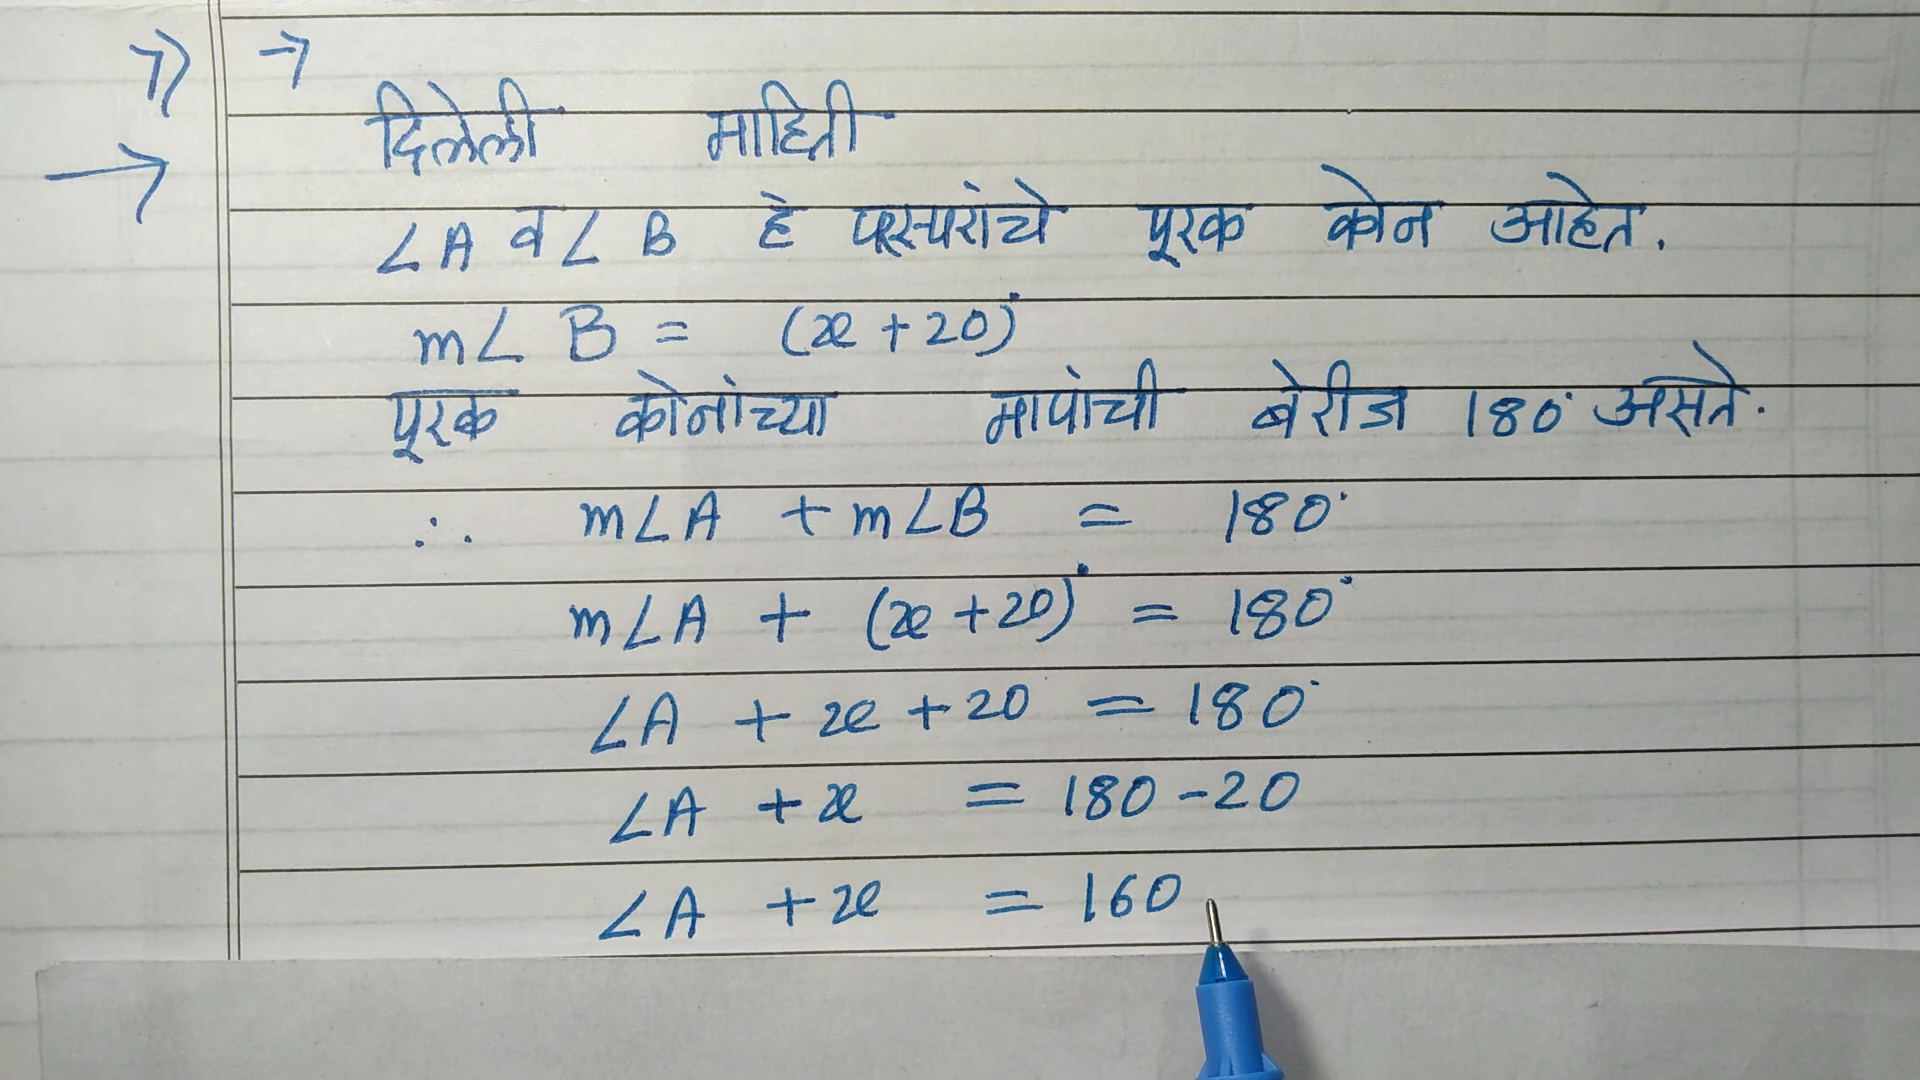 7) →
→ दिलेली माहिती
∠A व ∠B हे परस्परांचे पूरक कोन आहेत.
m∠B = (x+20)°
पूरक कोनांच्या मापांची बेरीज 180° असते.
∴ m∠A + m∠B = 180°
m∠A + (x+20)° = 180°
∠A + x + 20 = 180°
∠A + x = 180 - 20
∠A + x = 160